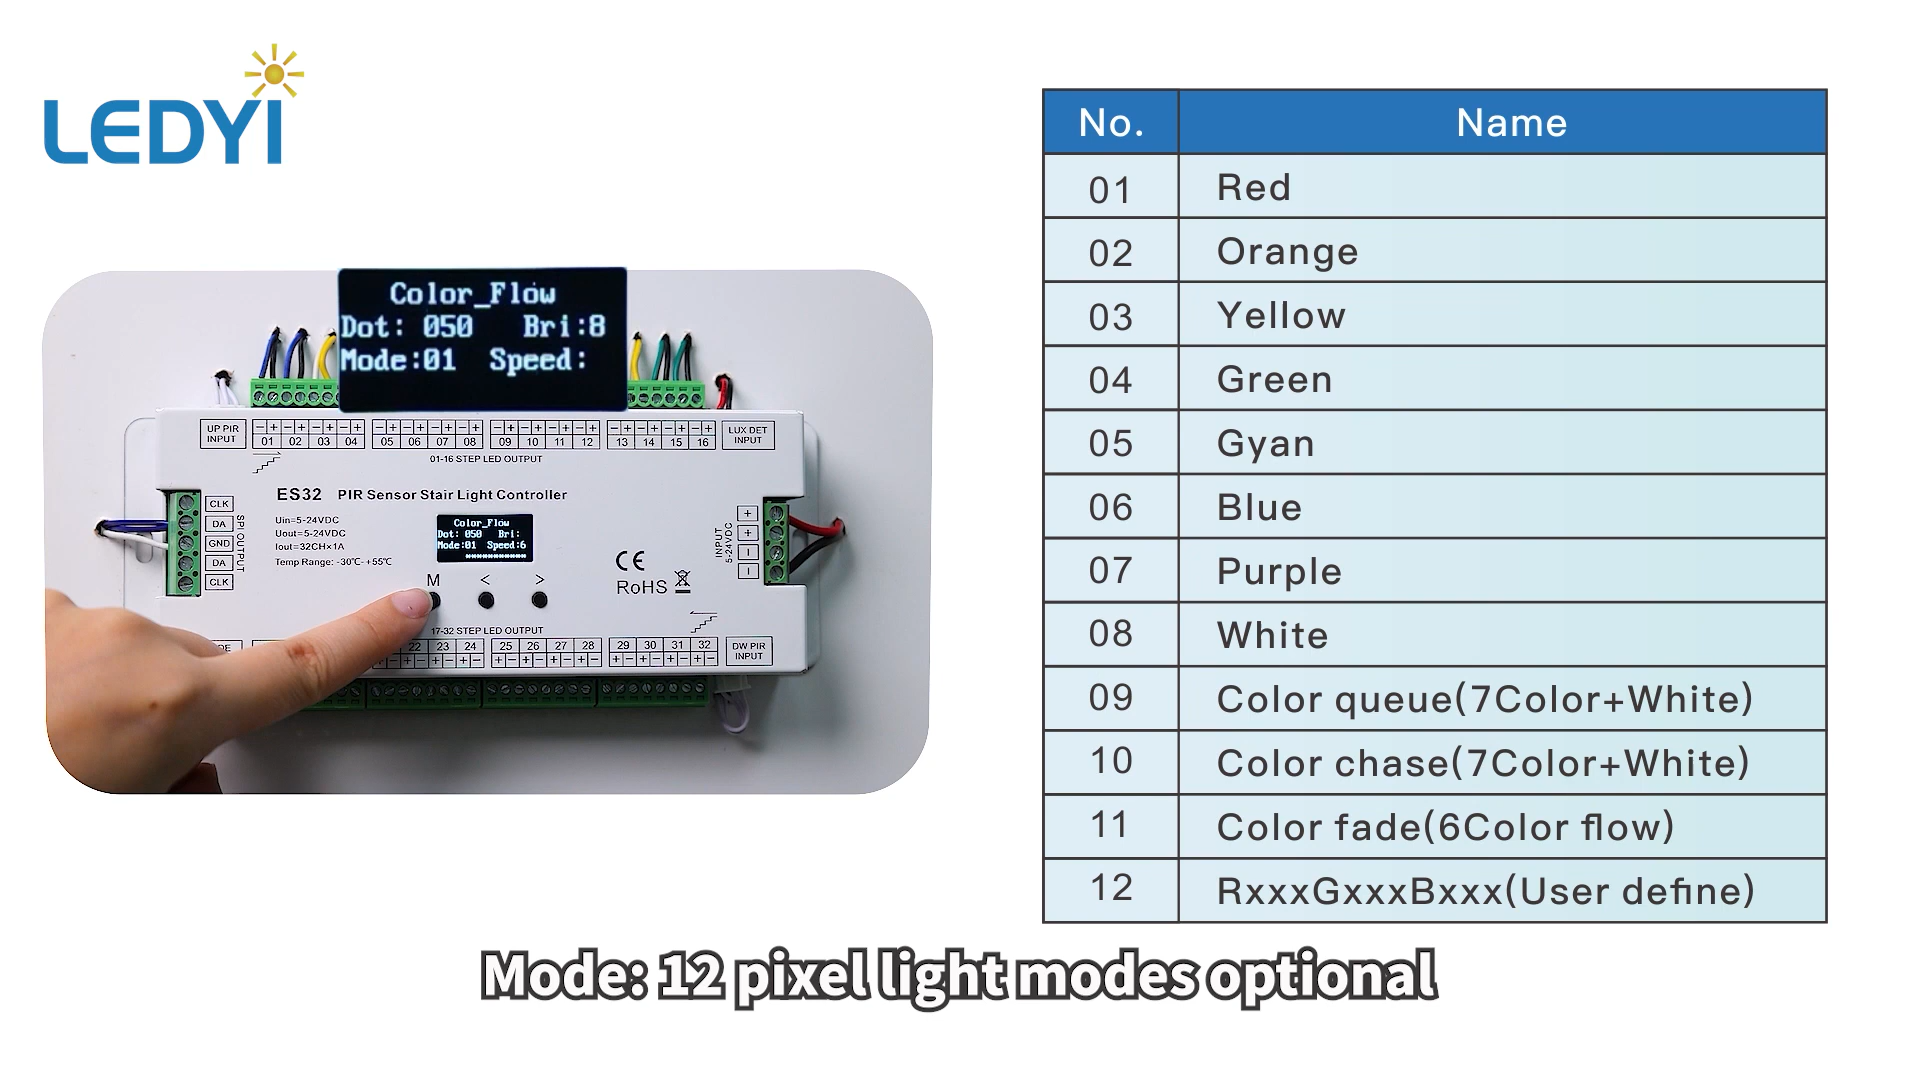 LEDYI
Color_Flow
Dot: 050 Bri:8
Mode:01 Speed:
UP PIR INPUT
- + - + - + - +
01 02 03 04
- + - + - + - +
05 06 07 08
- + - + - + - +
09 10 11 12
- + - + - + - +
13 14 15 16
LUX DET INPUT
01-16 STEP LED OUTPUT
ES32 PIR Sensor Stair Light Controller
CLK
DA
GND
DA
CLK
SPI OUTPUT
Uin=5-24VDC
Uout=5-24VDC
Iout=32CH×1A
Temp Range: -30℃-+55℃
Color_Flow
Dot: 050 Bri:
Mode:01 Speed:6
M < >
CE
RoHS
INPUT
5-24VDC
+
+
-
-
17-32 STEP LED OUTPUT
22 23 24
25 26 27 28
+ - + - + - + -
29 30 31 32
+ - + - + - + -
DW PIR INPUT
No. Name
01 Red
02 Orange
03 Yellow
04 Green
05 Gyan
06 Blue
07 Purple
08 White
09 Color queue(7Color+White)
10 Color chase(7Color+White)
11 Color fade(6Color flow)
12 RxxxGxxxBxxx(User define)
Mode: 12 pixel light modes optional